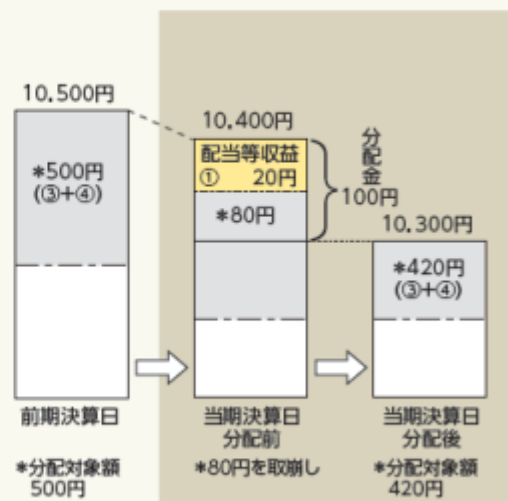 10,500円
*500円
(③+④)
前期決算日
*分配対象額
500円
10,400円
配当等収益
① 20円
*80円
分配金
100円
当期決算日
分配前
*80円を取崩し
10,300円
*420円
(③+④)
当期決算日
分配後
*分配対象額
420円